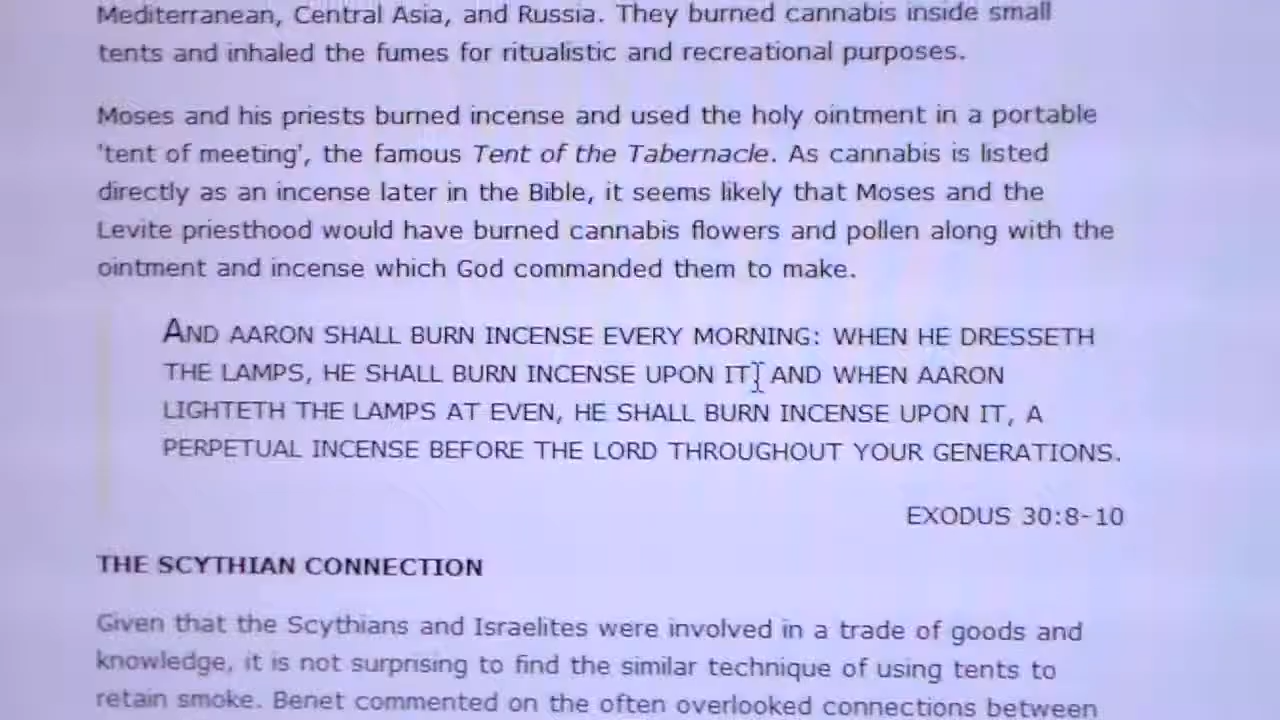 Mediterranean, Central Asia, and Russia. They burned cannabis inside small
tents and inhaled the fumes for ritualistic and recreational purposes.
Moses and his priests burned incense and used the holy ointment in a portable
'tent of meeting', the famous Tent of the Tabernacle. As cannabis is listed
directly as an incense later in the Bible, it seems likely that Moses and the
Levite priesthood would have burned cannabis flowers and pollen along with the
ointment and incense which God commanded them to make.
AND AARON SHALL BURN INCENSE EVERY MORNING: WHEN HE DRESSETH
THE LAMPS, HE SHALL BURN INCENSE UPON IT AND WHEN AARON
LIGHTETH THE LAMPS AT EVEN, HE SHALL BURN INCENSE UPON IT, A
PERPETUAL INCENSE BEFORE THE LORD THROUGHOUT YOUR GENERATIONS.
EXODUS 30:8-10
THE SCYTHIAN CONNECTION
Given that the Scythians and Israelites were involved in a trade of goods and
knowledge, it is not surprising to find the similar technique of using tents to
retain smoke. Benet commented on the often overlooked connections between